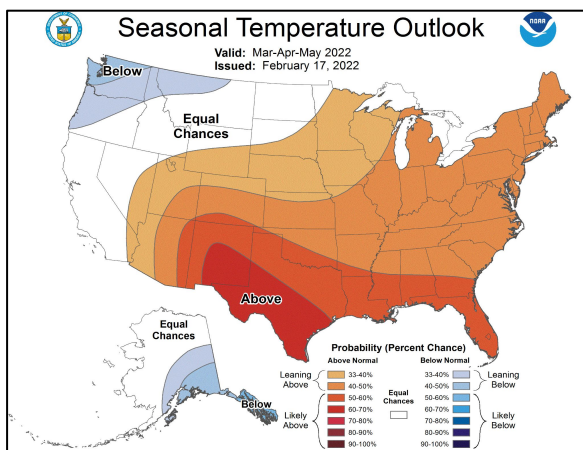 Seasonal Temperature Outlook
NOAA
Valid: Mar-Apr-May 2022
Issued: February 17, 2022
Below
Equal
Chances
Above
Equal
Chances
Below
Probability (Percent Chance)
Above Normal Below Normal
Leaning
Above
33-40%
40-50%
50-60%
60-70%
70-80%
80-90%
90-100%
Likely
Above
Equal
Chances
33-40%
40-50%
50-60%
60-70%
70-80%
80-90%
90-100%
Leaning
Below
Likely
Below